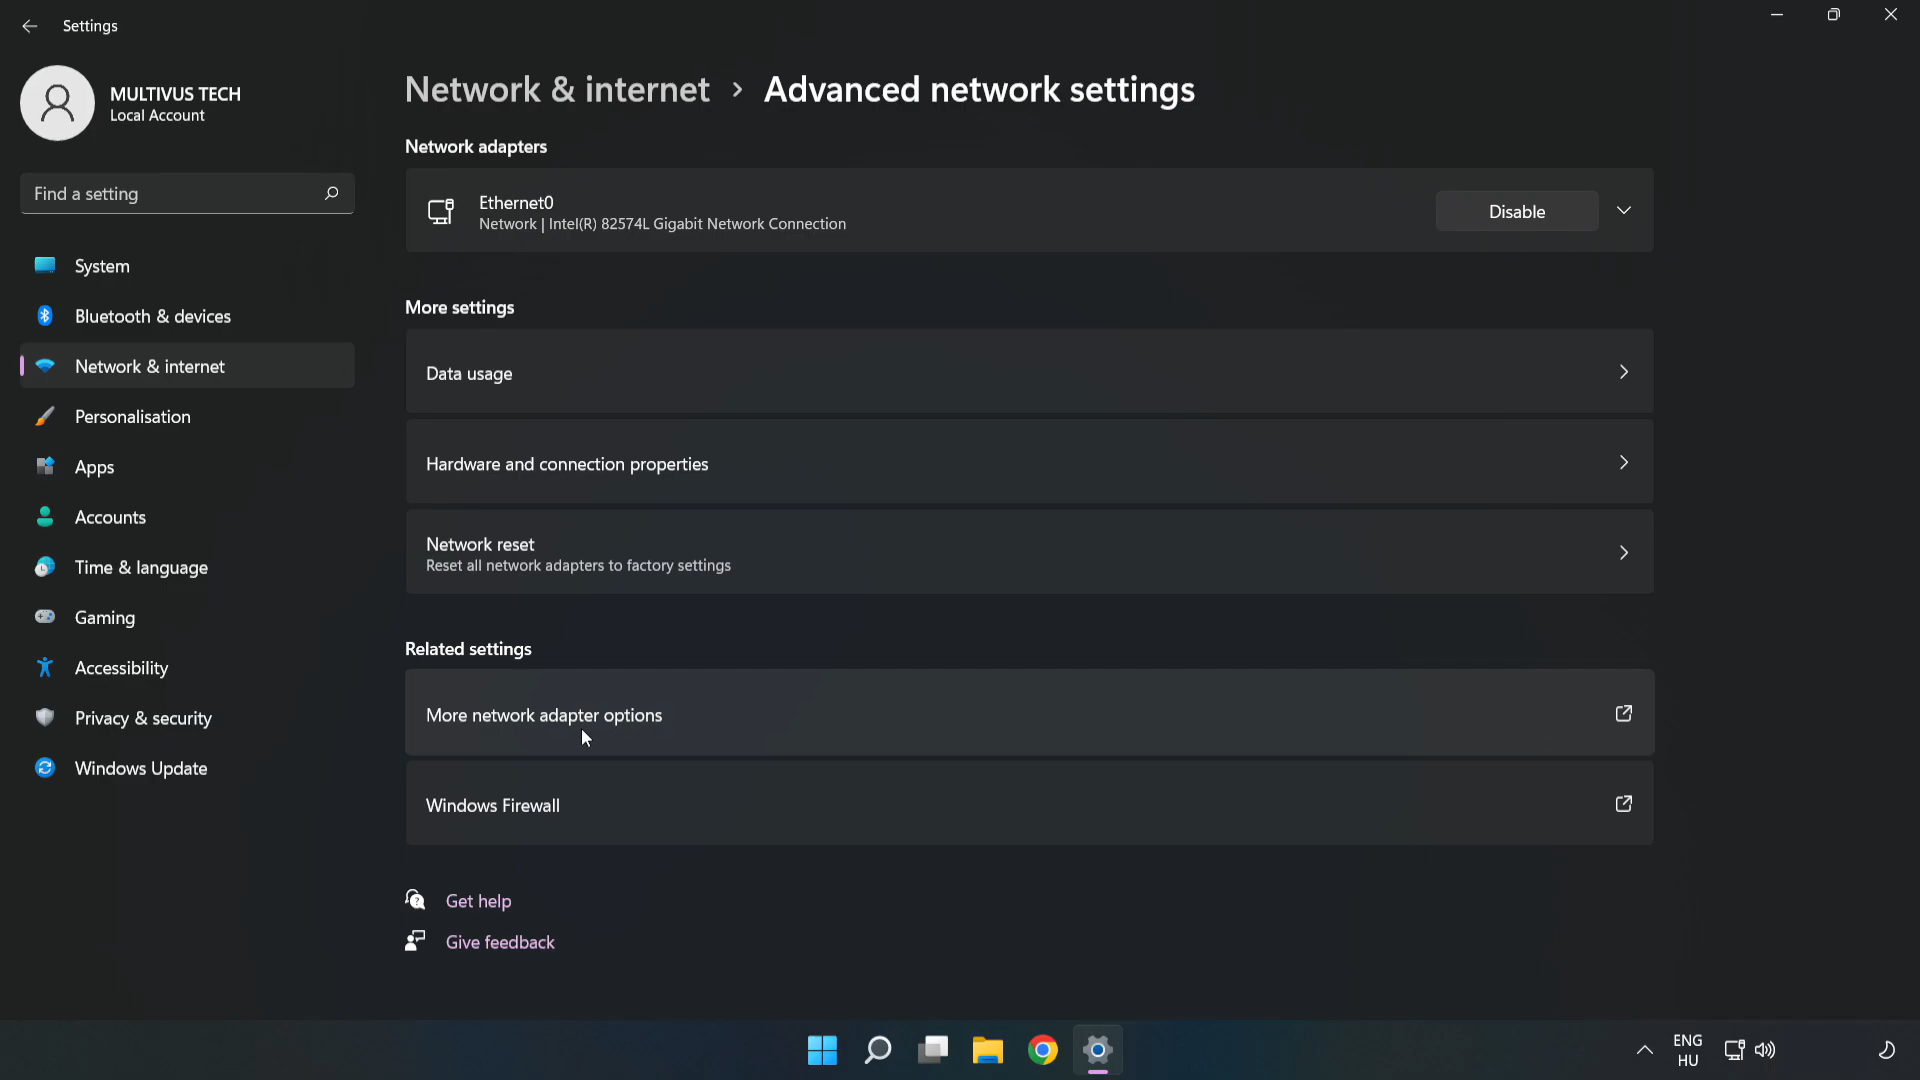 Settings
MULTIVUS TECH
Local Account
Find a setting
System
Bluetooth & devices
Network & internet
Personalisation
Apps
Accounts
Time & language
Gaming
Accessibility
Privacy & security
Windows Update
Network & internet > Advanced network settings
Network adapters
Ethernet0
Network | Intel(R) 82574L Gigabit Network Connection
Disable
More settings
Data usage
Hardware and connection properties
Network reset
Reset all network adapters to factory settings
Related settings
More network adapter options
Windows Firewall
Get help
Give feedback
ENG
HU